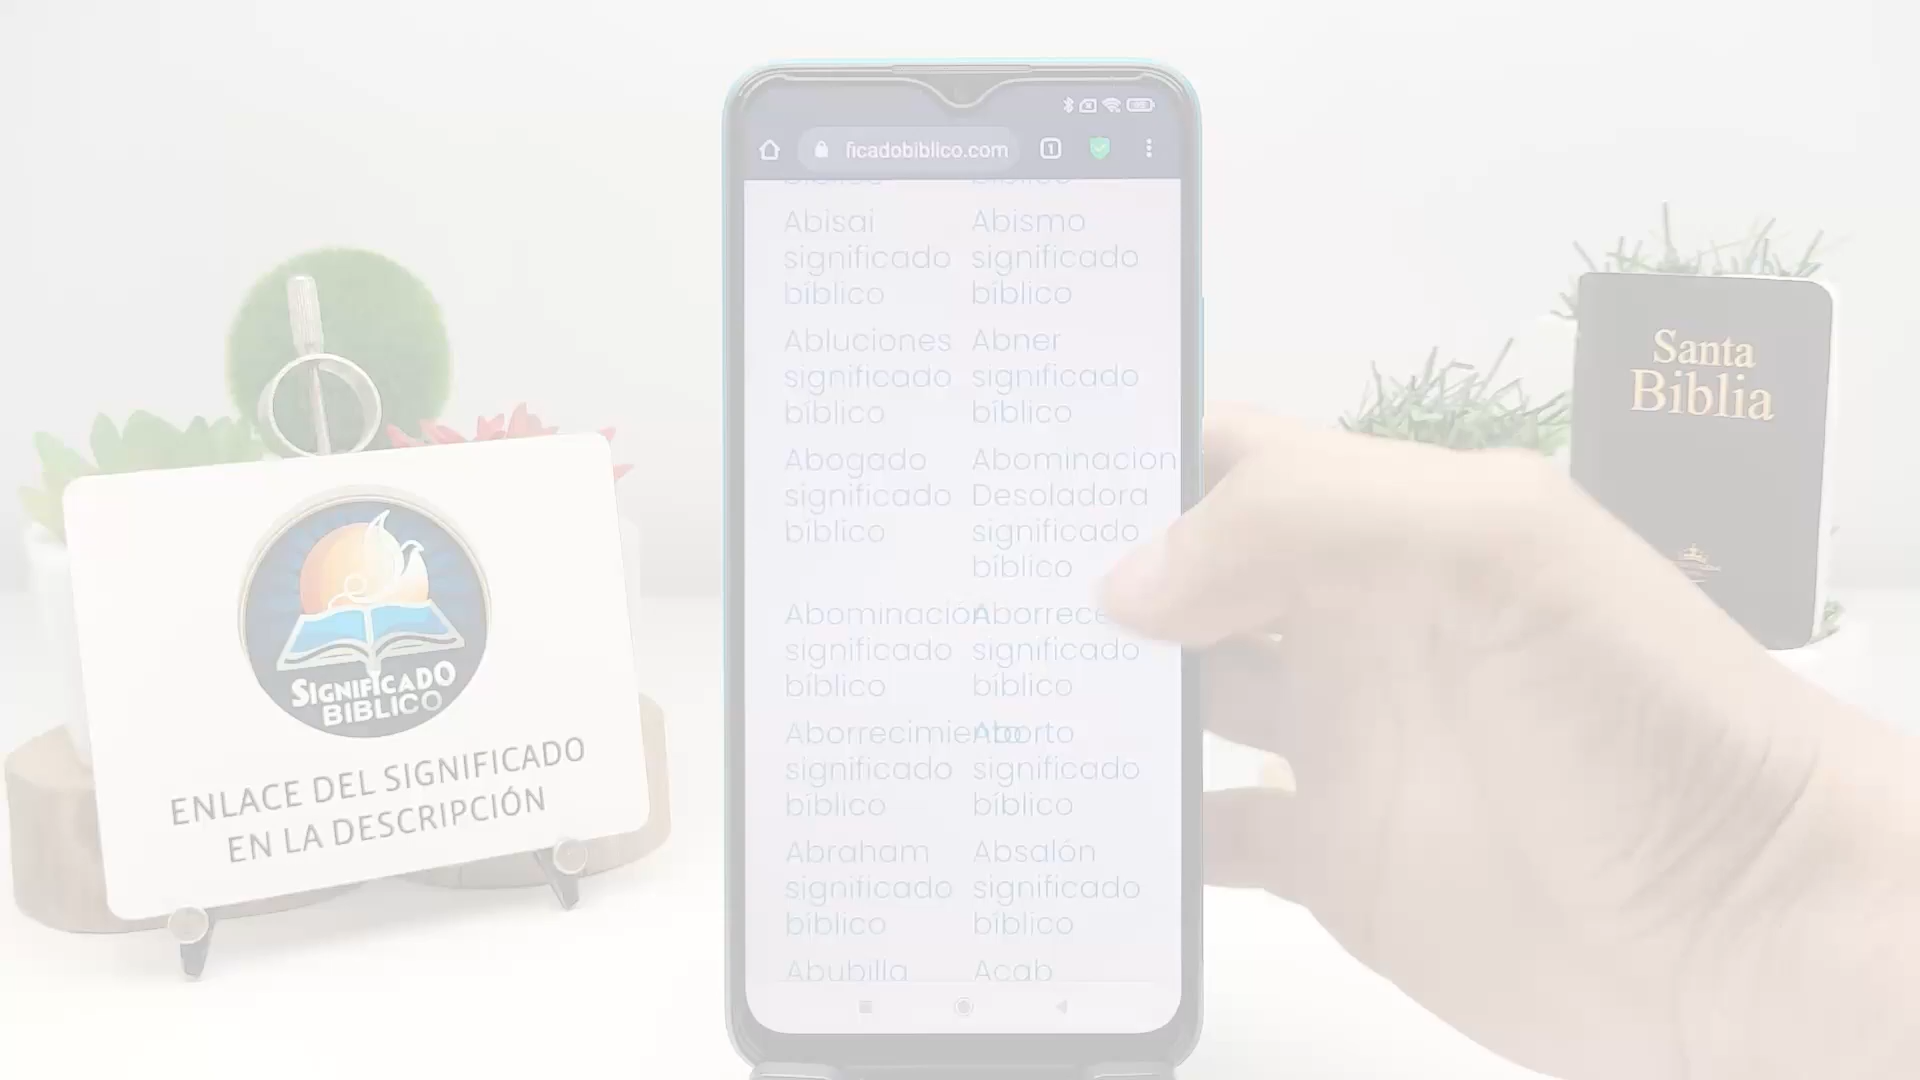 ficadobiblico.com
Abisai
significado
bíblico
Abismo
significado
bíblico
Abluciones
significado
bíblico
Abner
significado
bíblico
Abogado
significado
bíblico
Abominacion
Desoladora
significado
bíblico
Abominación
significado
bíblico
Aborrece
significado
bíblico
Aborrecimiento
significado
bíblico
Aborto
significado
bíblico
Abraham
significado
bíblico
Absalón
significado
bíblico
Abubilla
Acab
SIGNIFICADO
BIBLICO
ENLACE DEL SIGNIFICADO
EN LA DESCRIPCIÓN
Santa
Biblia